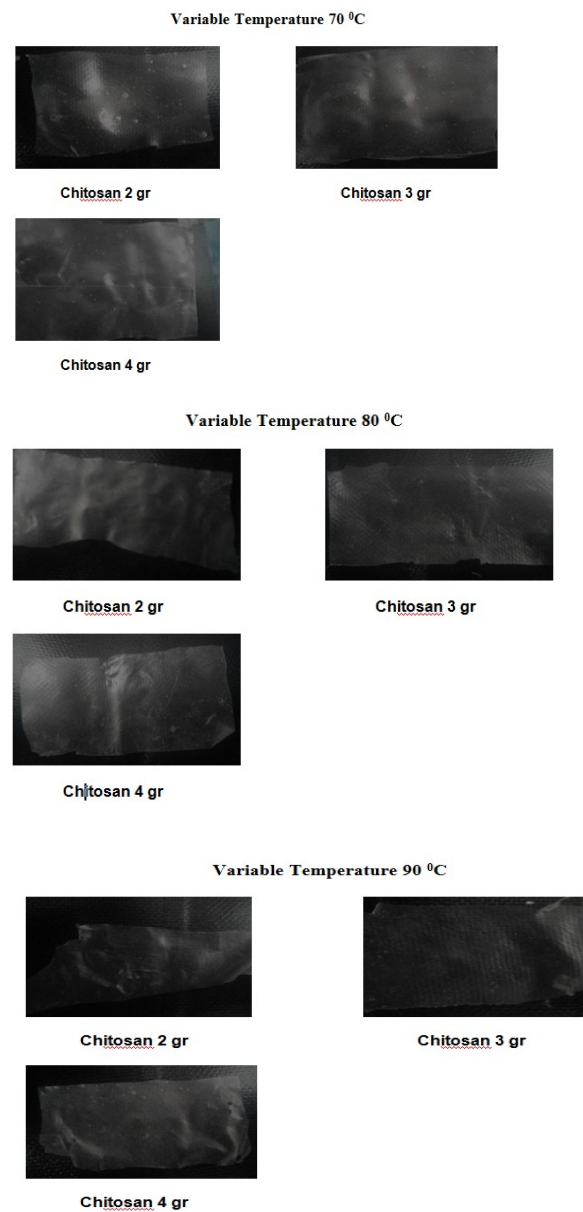 Variable Temperature 70 ⁰C
Chitosan 2 gr
Chitosan 3 gr
Chitosan 4 gr
Variable Temperature 80 ⁰C
Chitosan 2 gr
Chitosan 3 gr
Chitosan 4 gr
Variable Temperature 90 ⁰C
Chitosan 2 gr
Chitosan 3 gr
Chitosan 4 gr